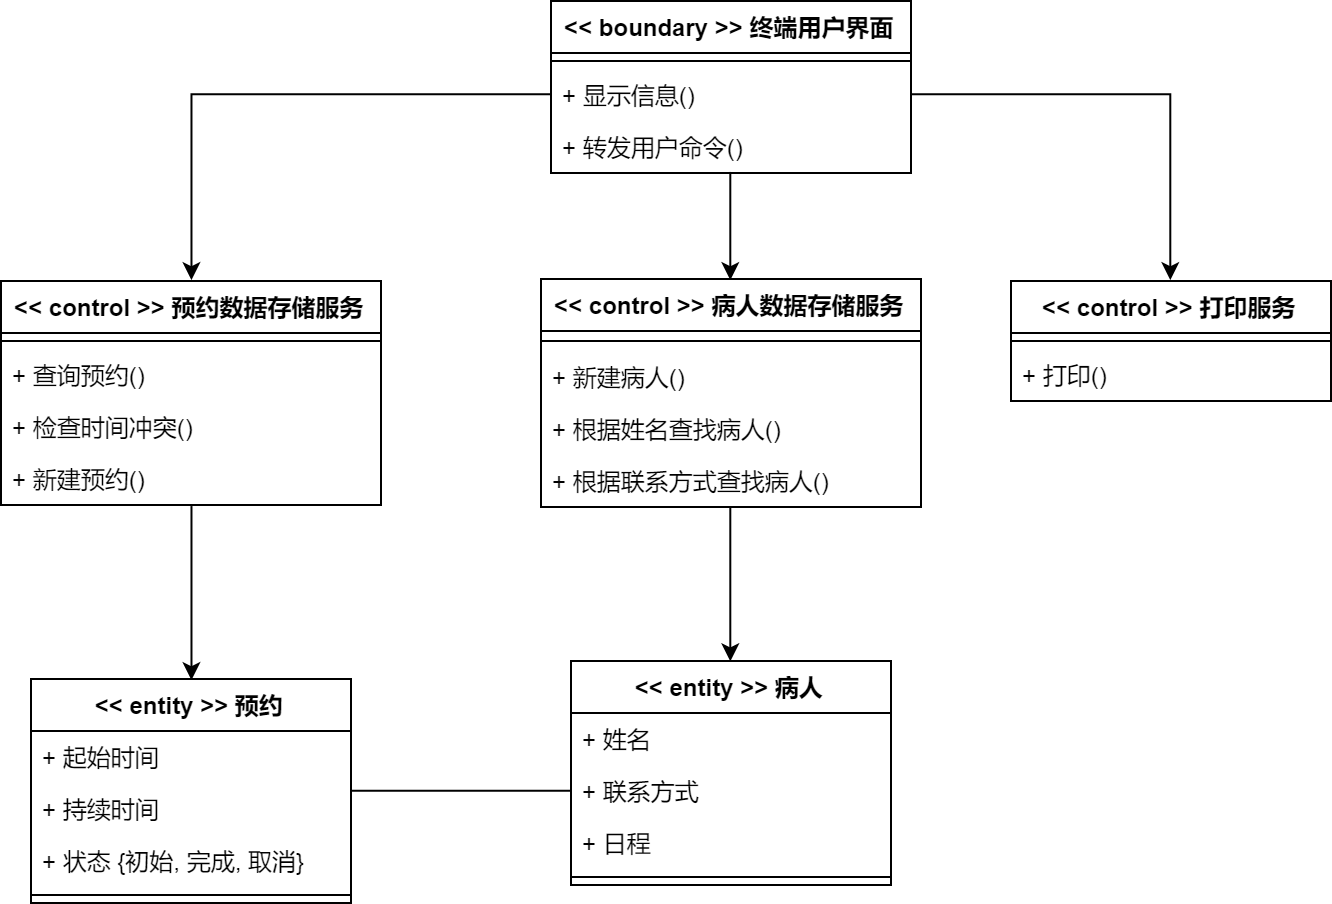 << boundary >> 终端用户界面
+ 显示信息()
+ 转发用户命令()
<< control >> 预约数据存储服务
+ 查询预约()
+ 检查时间冲突()
+ 新建预约()
<< control >> 病人数据存储服务
+ 新建病人()
+ 根据姓名查找病人()
+ 根据联系方式查找病人()
<< control >> 打印服务
+ 打印()
<< entity >> 预约
+ 起始时间
+ 持续时间
+ 状态 {初始, 完成, 取消}
<< entity >> 病人
+ 姓名
+ 联系方式
+ 日程